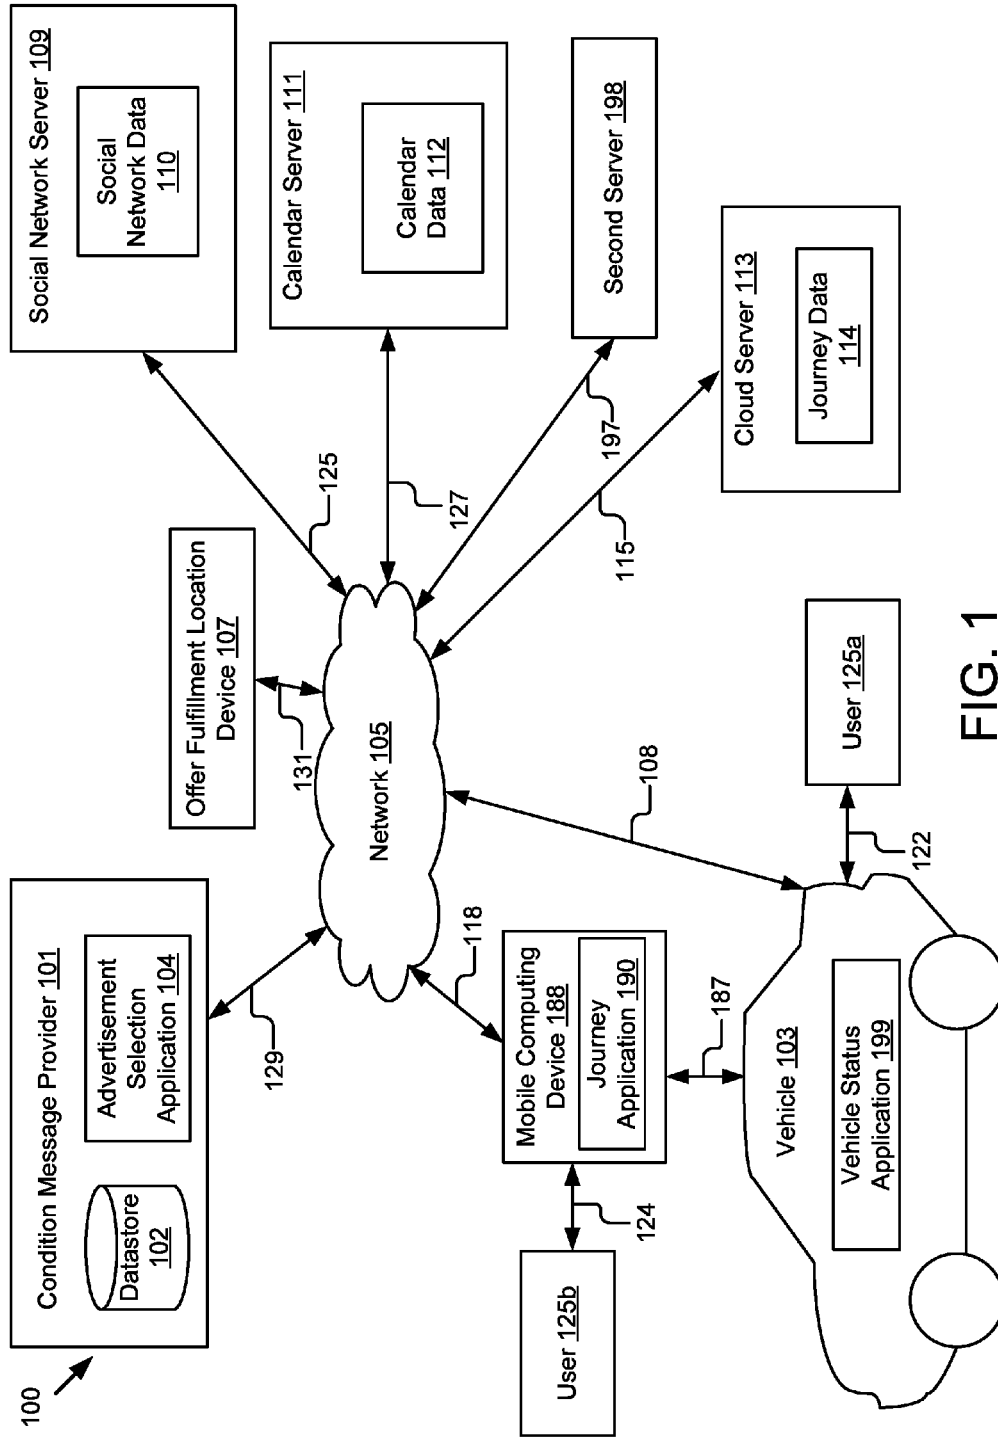 100
Condition Message Provider 101
Datastore
102
Advertisement
Selection
Application 104
129
Offer Fulfillment Location
Device 107
131
Social Network Server 109
Social
Network Data
110
125
Calendar Server 111
Calendar
Data 112
127
Second Server 198
197
Cloud Server 113
Journey Data
114
115
Network 105
118
108
Mobile Computing
Device 188
Journey
Application 190
User 125b
124
187
Vehicle 103
Vehicle Status
Application 199
User 125a
122
FIG. 1